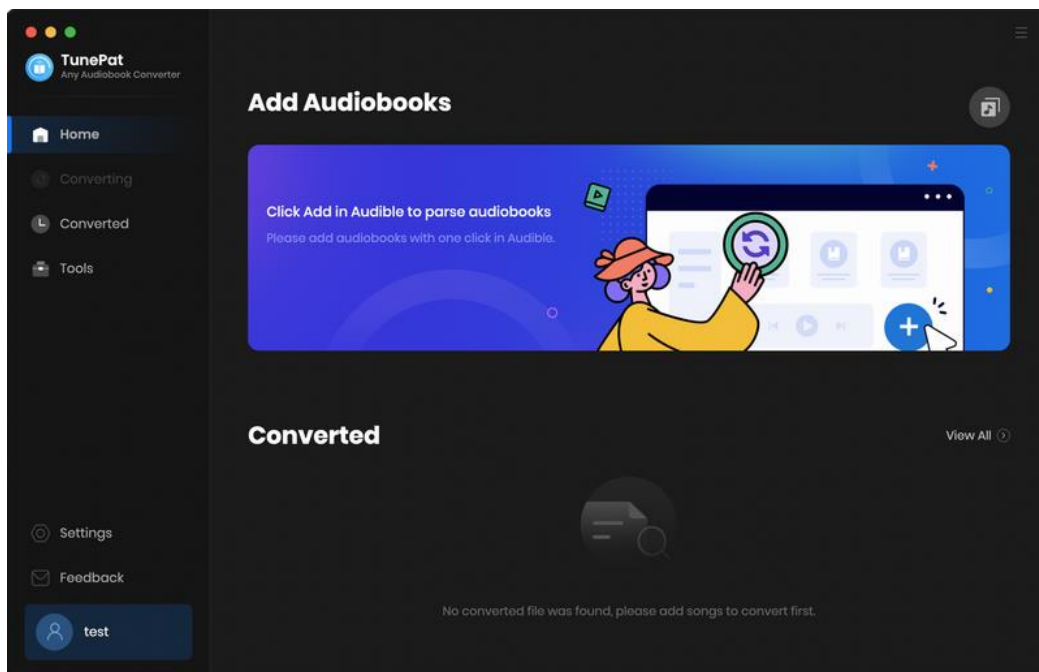 TunePat
Any Audiobook Converter
Home
Converting
Converted
Tools
Settings
Feedback
test
Add Audiobooks
Click Add in Audible to parse audiobooks
Please add audiobooks with one click in Audible.
Converted
View All
No converted file was found, please add songs to convert first.